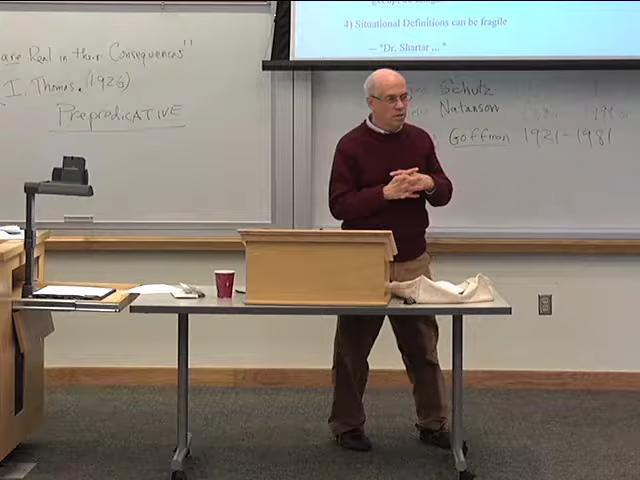 are Real in their Consequences"
I. Thomas. (1926)
PREPREDICATIVE
4) Situational Definitions can be fragile
– "Dr. Shartar ... "
Schutz
Natanson
Goffman 1921-1981